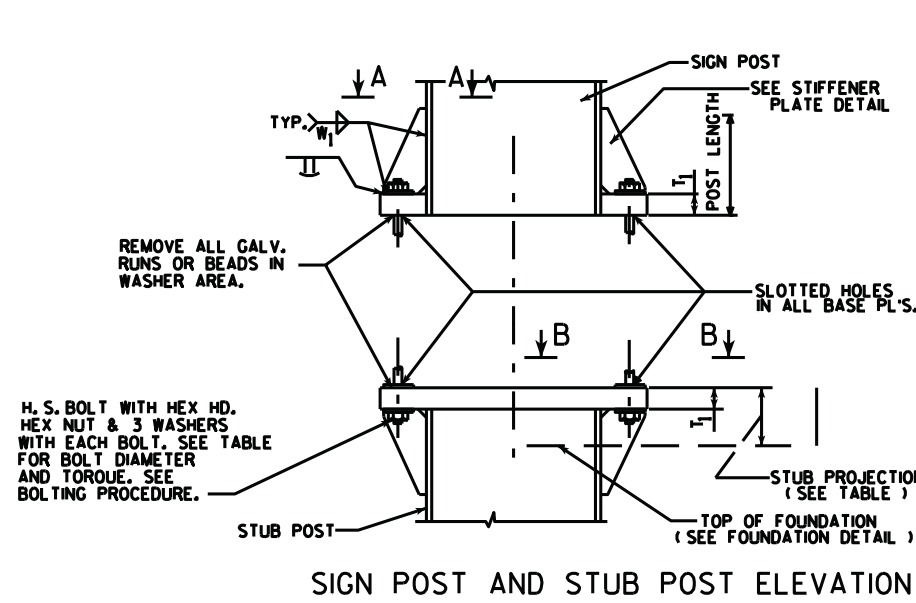 SIGN POST
SEE STIFFENER
PLATE DETAIL
A A
TYP.
W1
POST LENGTH
T1
REMOVE ALL GALV.
RUNS OR BEADS IN
WASHER AREA.
SLOTTED HOLES
IN ALL BASE PL'S.
B B
H.S. BOLT WITH HEX HD.
HEX NUT & 3 WASHERS
WITH EACH BOLT. SEE TABLE
FOR BOLT DIAMETER
AND TORQUE. SEE
BOLTING PROCEDURE.
T1
STUB PROJECTION
( SEE TABLE )
STUB POST
TOP OF FOUNDATION
( SEE FOUNDATION DETAIL )
SIGN POST AND STUB POST ELEVATION